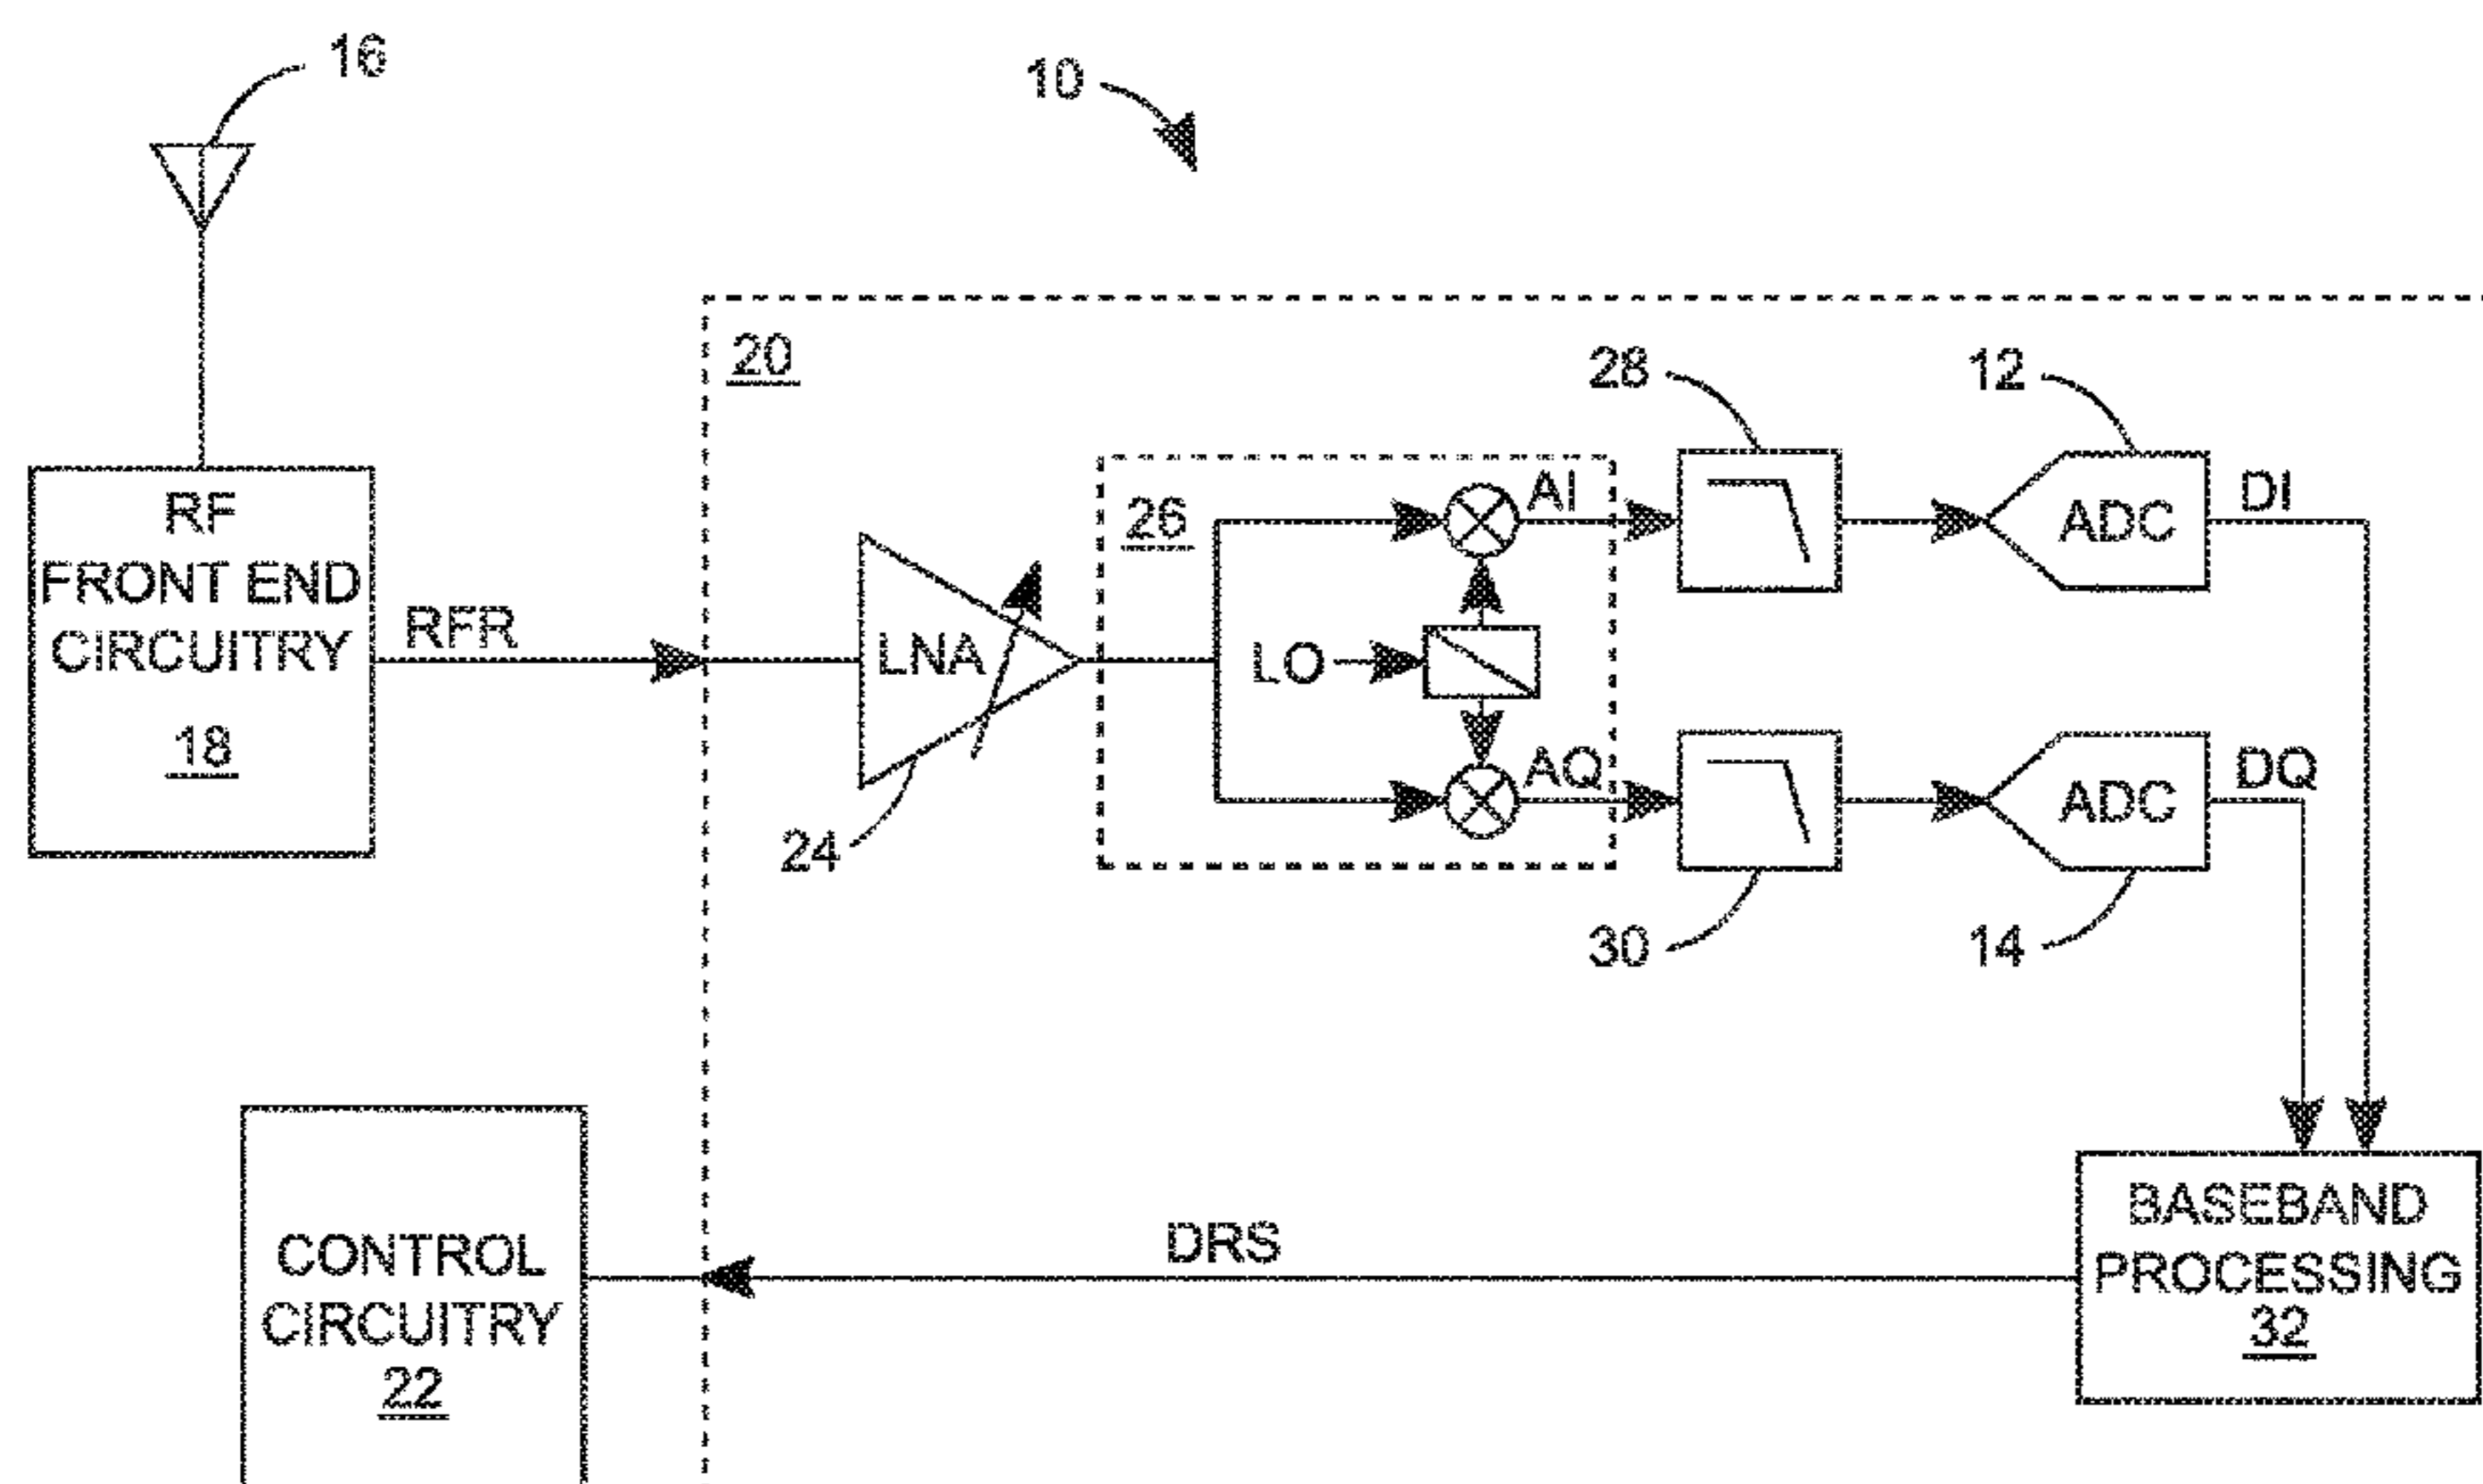 16
10
20
28
12
RF
FRONT END
CIRCUITRY
18
RFR
LNA
24
26
AI
LO
AQ
ADC
DI
ADC
DQ
30
14
CONTROL
CIRCUITRY
22
DRS
BASEBAND
PROCESSING
32